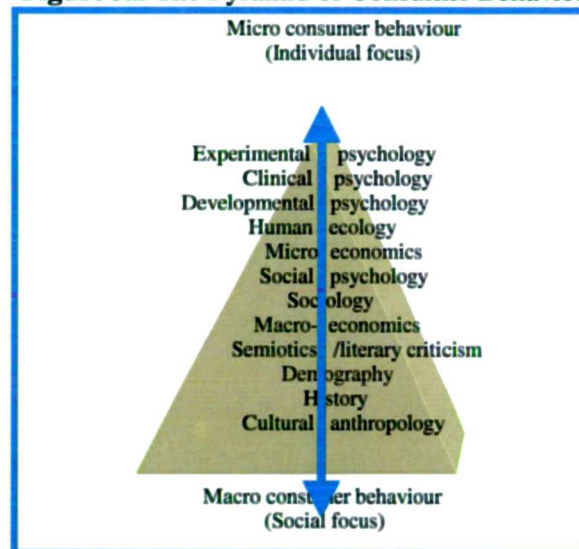 Micro consumer behaviour
(Individual focus)
Experimental psychology
Clinical psychology
Developmental psychology
Human ecology
Micro economics
Social psychology
Sociology
Macro- economics
Semiotics /literary criticism
Demography
History
Cultural anthropology
Macro consumer behaviour
(Social focus)